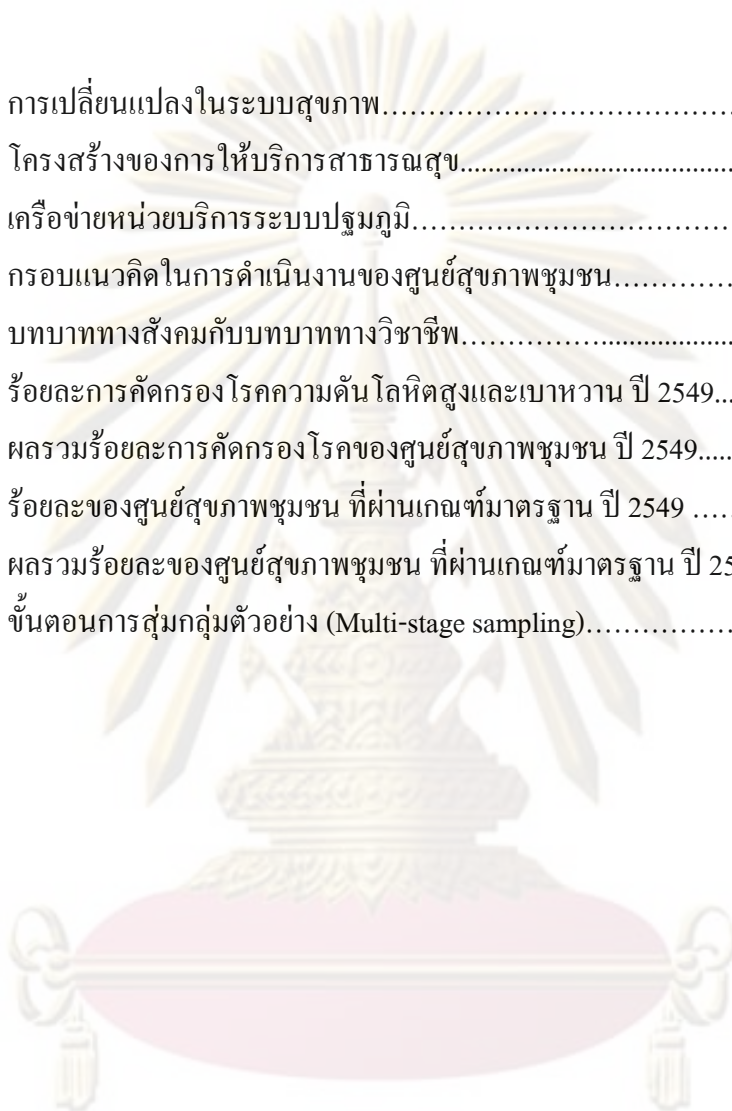 การเปลี่ยนแปลงในระบบสุขภาพ……………………………….
โครงสร้างของการให้บริการสาธารณสุข.......................................
เครือข่ายหน่วยบริการระบบปฐมภูมิ……………………………
กรอบแนวคิดในการดำเนินงานของศูนย์สุขภาพชุมชน………….
บทบาททางสังคมกับบทบาททางวิชาชีพ……………...................
ร้อยละการคัดกรองโรคความดันโลหิตสูงและเบาหวาน ปี 2549...
ผลรวมร้อยละการคัดกรองโรคของศูนย์สุขภาพชุมชน ปี 2549.....
ร้อยละของศูนย์สุขภาพชุมชน ที่ผ่านเกณฑ์มาตรฐาน ปี 2549 ….
ผลรวมร้อยละของศูนย์สุขภาพชุมชน ที่ผ่านเกณฑ์มาตรฐาน ปี 25
ขั้นตอนการสุ่มกลุ่มตัวอย่าง (Multi-stage sampling)…………….